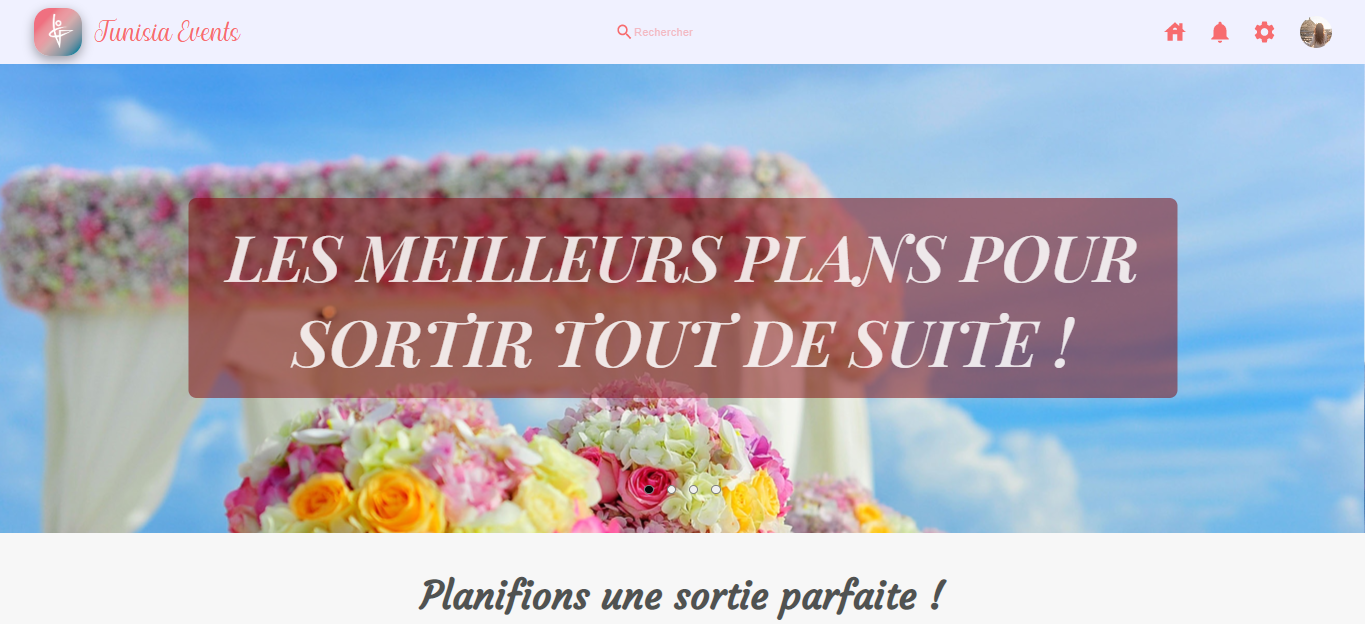 Tunisia Events
Rechercher
LES MEILLEURS PLANS POUR
SORTIR TOUT DE SUITE !
Planifions une sortie parfaite !